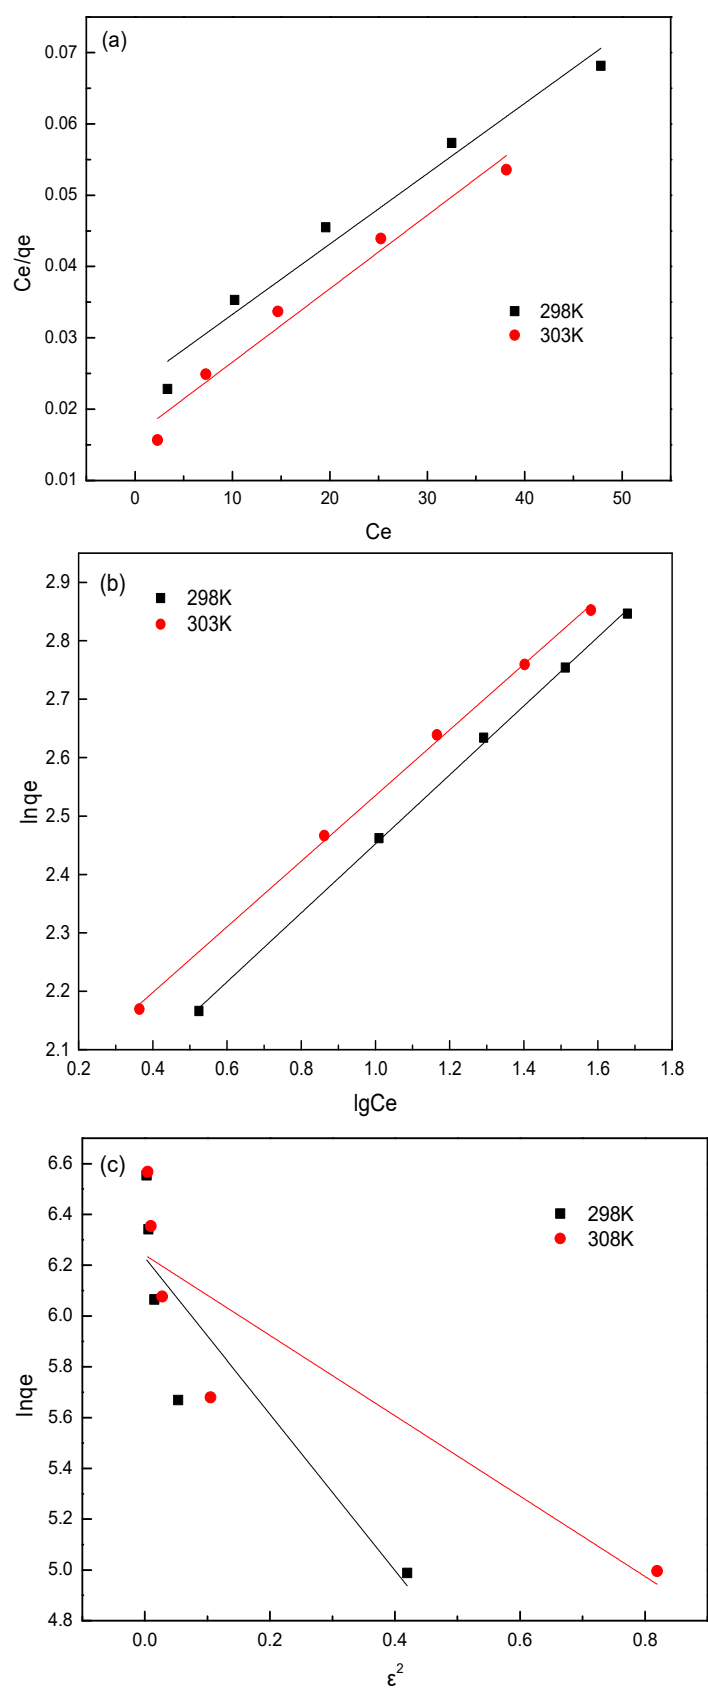 (a)
0.07
0.06
0.05
0.04
0.03
0.02
0.01
Ce/qe
298K
303K
0 10 20 30 40 50
Ce
(b)
298K
303K
2.9
2.8
2.7
2.6
2.5
2.4
2.3
2.2
2.1
lnqe
0.2 0.4 0.6 0.8 1.0 1.2 1.4 1.6 1.8
lgCe
(c)
298K
308K
6.6
6.4
6.2
6.0
5.8
5.6
5.4
5.2
5.0
4.8
lnqe
0.0 0.2 0.4 0.6 0.8
ε²